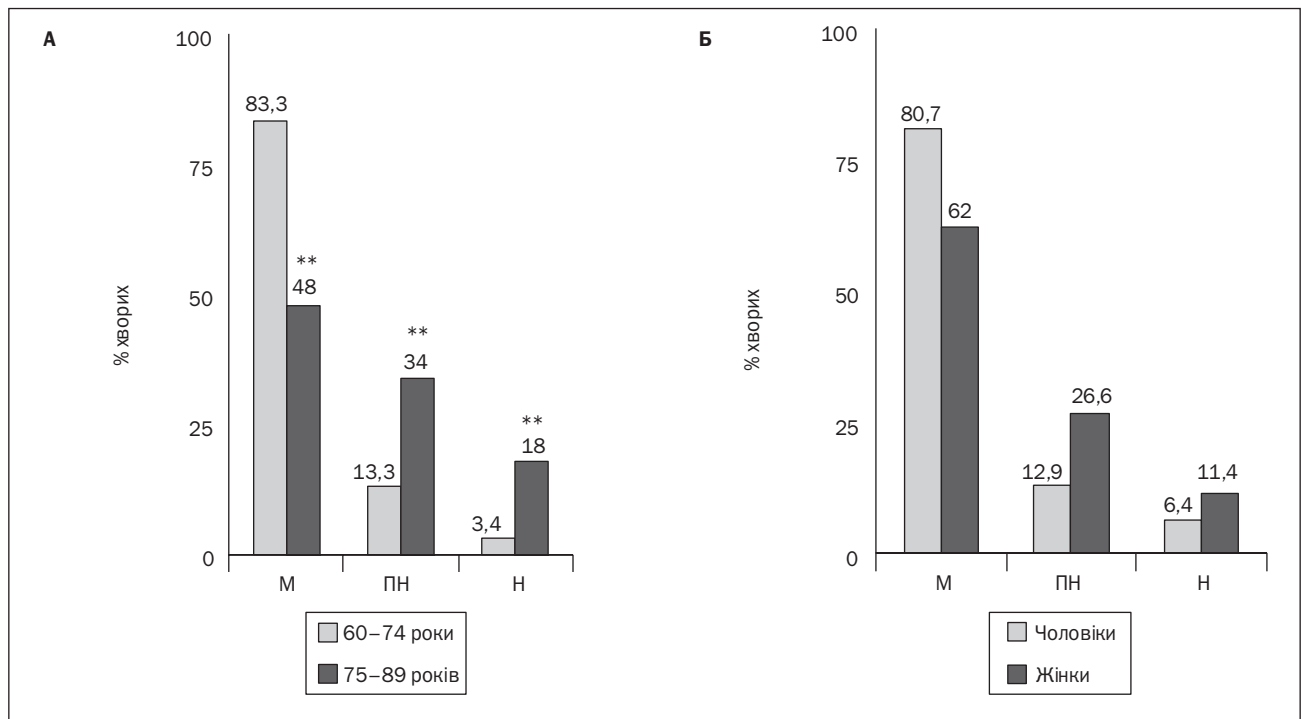 А
100
83,3
75
**
48
50
**
34
25
13,3
**
18
3,4
0
% хворих
М ПН Н
60–74 роки
75–89 років
Б
100
80,7
75
62
50
26,6
25
12,9
11,4
6,4
0
% хворих
М ПН Н
Чоловіки
Жінки